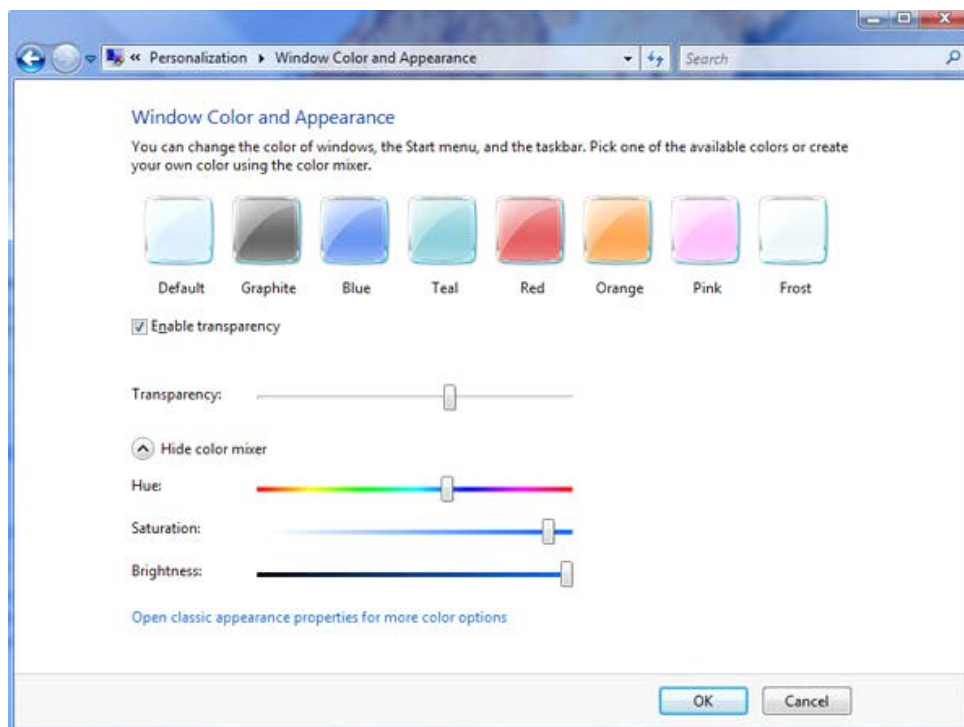 « Personalization ▸ Window Color and Appearance
Search
Window Color and Appearance
You can change the color of windows, the Start menu, and the taskbar. Pick one of the available colors or create
your own color using the color mixer.
Default Graphite Blue Teal Red Orange Pink Frost
Enable transparency
Transparency:
Hide color mixer
Hue:
Saturation:
Brightness:
Open classic appearance properties for more color options
OK Cancel